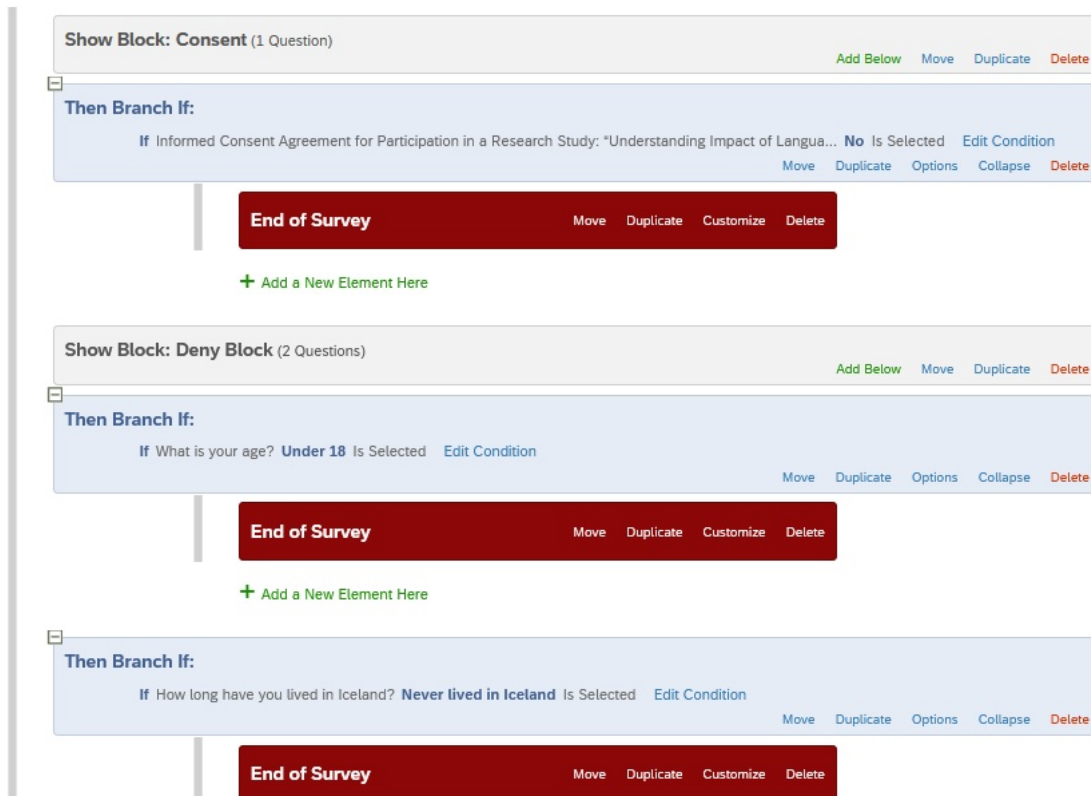 Show Block: Consent (1 Question)
Add Below Move Duplicate Delete
Then Branch If:
If Informed Consent Agreement for Participation in a Research Study: “Understanding Impact of Langua... No Is Selected Edit Condition
Move Duplicate Options Collapse Delete
End of Survey Move Duplicate Customize Delete
+ Add a New Element Here
Show Block: Deny Block (2 Questions)
Add Below Move Duplicate Delete
Then Branch If:
If What is your age? Under 18 Is Selected Edit Condition
Move Duplicate Options Collapse Delete
End of Survey Move Duplicate Customize Delete
+ Add a New Element Here
Then Branch If:
If How long have you lived in Iceland? Never lived in Iceland Is Selected Edit Condition
Move Duplicate Options Collapse Delete
End of Survey Move Duplicate Customize Delete